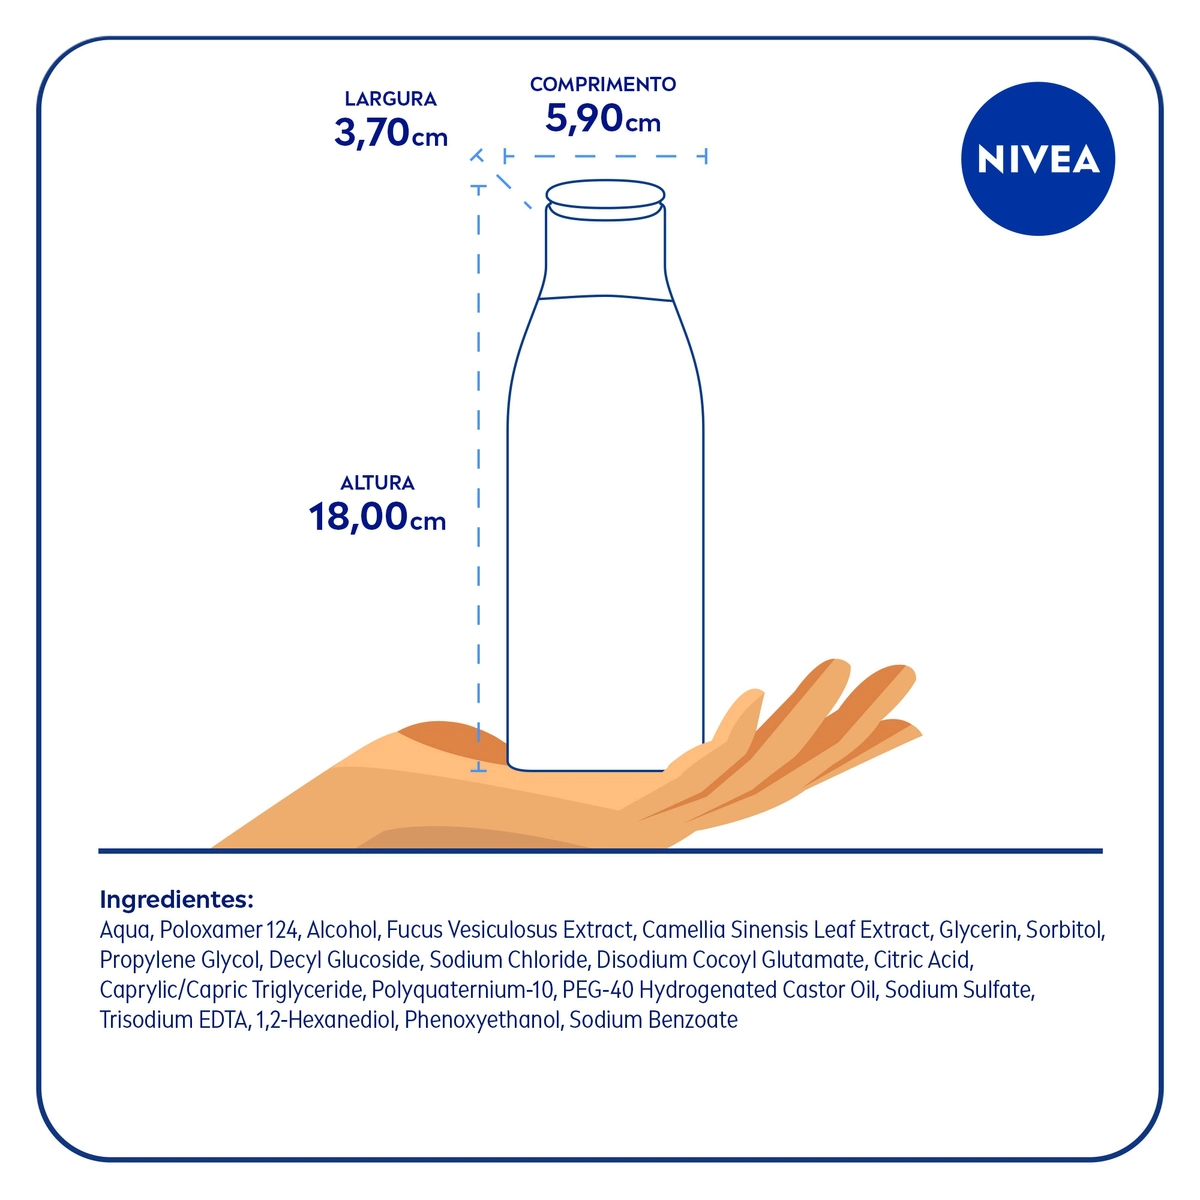 LARGURA
3,70cm
COMPRIMENTO
5,90cm
NIVEA
ALTURA
18,00cm
Ingredientes:
Aqua, Poloxamer 124, Alcohol, Fucus Vesiculosus Extract, Camellia Sinensis Leaf Extract, Glycerin, Sorbitol,
Propylene Glycol, Decyl Glucoside, Sodium Chloride, Disodium Cocoyl Glutamate, Citric Acid,
Caprylic/Capric Triglyceride, Polyquaternium-10, PEG-40 Hydrogenated Castor Oil, Sodium Sulfate,
Trisodium EDTA, 1,2-Hexanediol, Phenoxyethanol, Sodium Benzoate